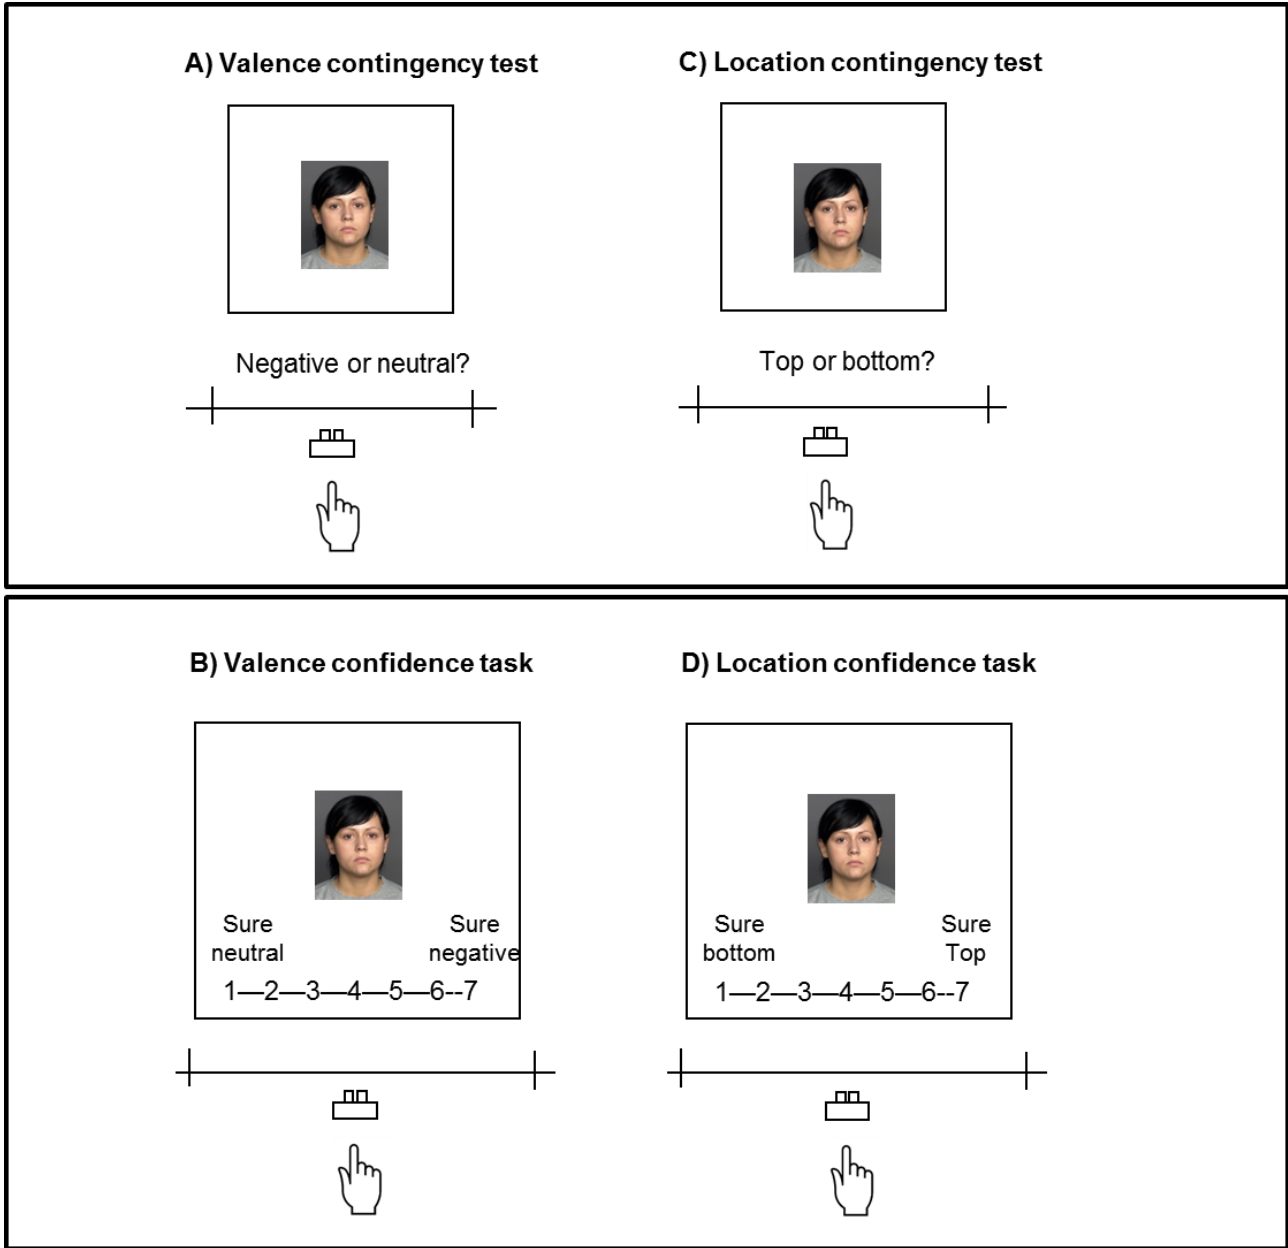 A) Valence contingency test
C) Location contingency test
Negative or neutral?
Top or bottom?
B) Valence confidence task
D) Location confidence task
Sure
neutral
Sure
negative
1—2—3—4—5—6--7
Sure
bottom
Sure
Top
1—2—3—4—5—6--7